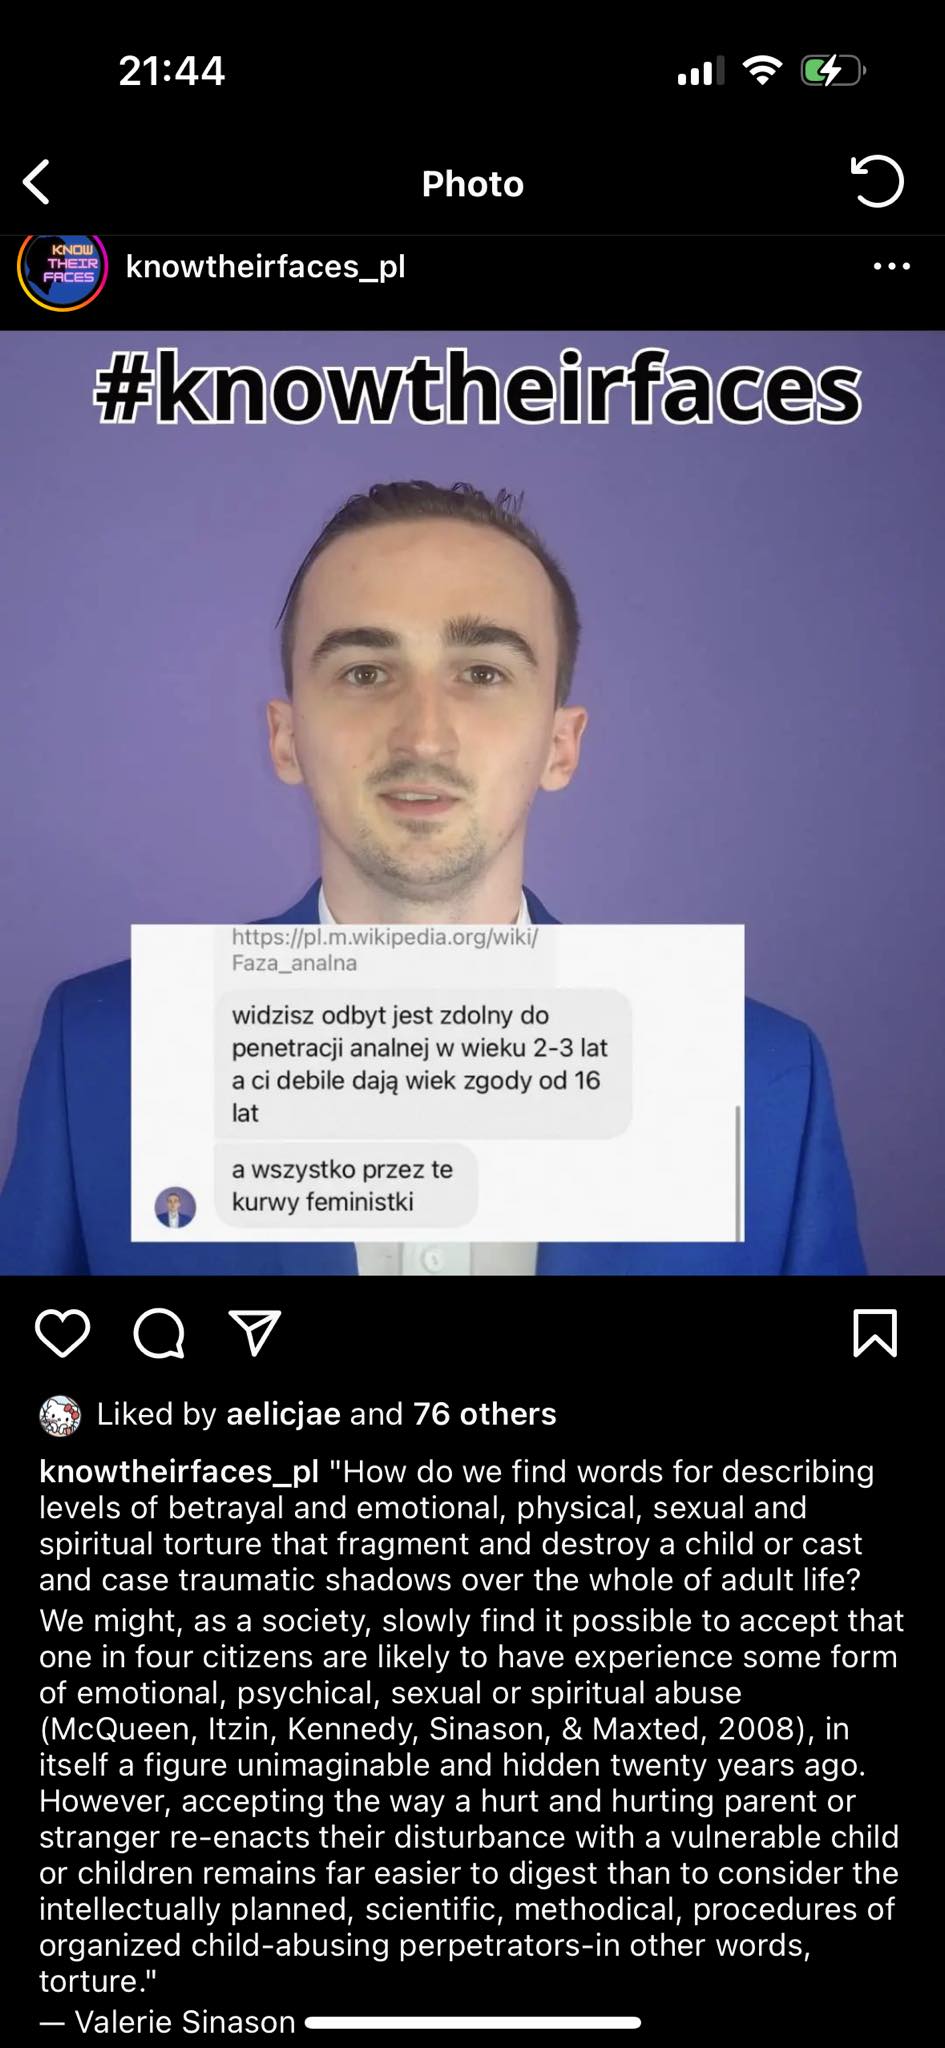 21:44
Photo
KNOW
THEIR
FACES
knowtheirfaces_pl
#knowtheirfaces
https://pl.m.wikipedia.org/wiki/
Faza_analna
widzisz odbyt jest zdolny do
penetracji analnej w wieku 2-3 lat
a ci debile dają wiek zgody od 16
lat
a wszystko przez te
kurwy feministki
Liked by aelicjae and 76 others
knowtheirfaces_pl "How do we find words for describing
levels of betrayal and emotional, physical, sexual and
spiritual torture that fragment and destroy a child or cast
and case traumatic shadows over the whole of adult life?
We might, as a society, slowly find it possible to accept that
one in four citizens are likely to have experience some form
of emotional, psychical, sexual or spiritual abuse
(McQueen, Itzin, Kennedy, Sinason, & Maxted, 2008), in
itself a figure unimaginable and hidden twenty years ago.
However, accepting the way a hurt and hurting parent or
stranger re-enacts their disturbance with a vulnerable child
or children remains far easier to digest than to consider the
intellectually planned, scientific, methodical, procedures of
organized child-abusing perpetrators-in other words,
torture."
— Valerie Sinason